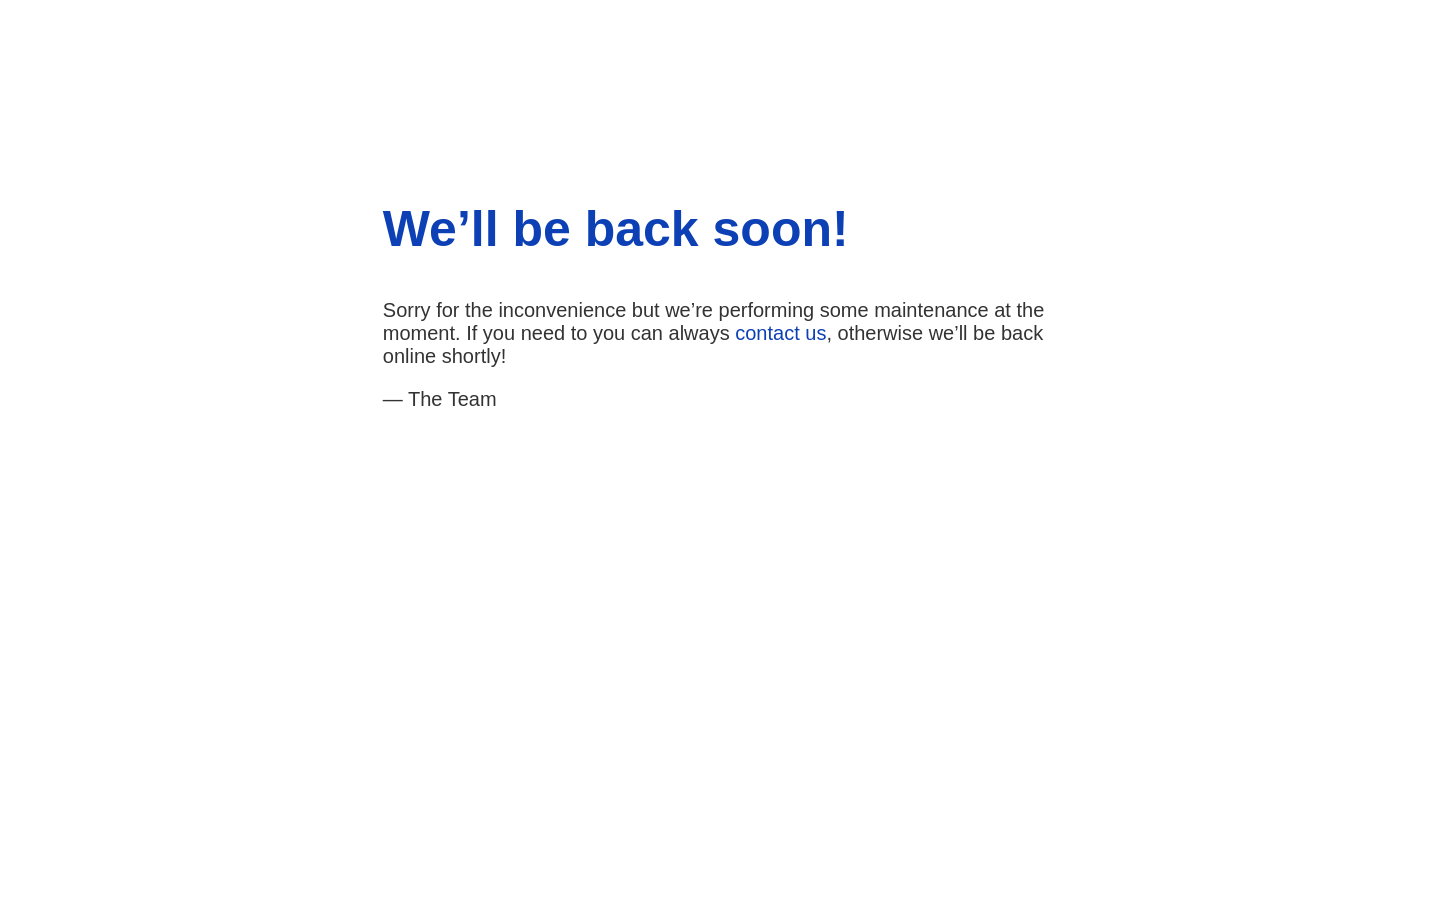 We’ll be back soon!
Sorry for the inconvenience but we’re performing some maintenance at the
moment. If you need to you can always contact us, otherwise we’ll be back
online shortly!
— The Team